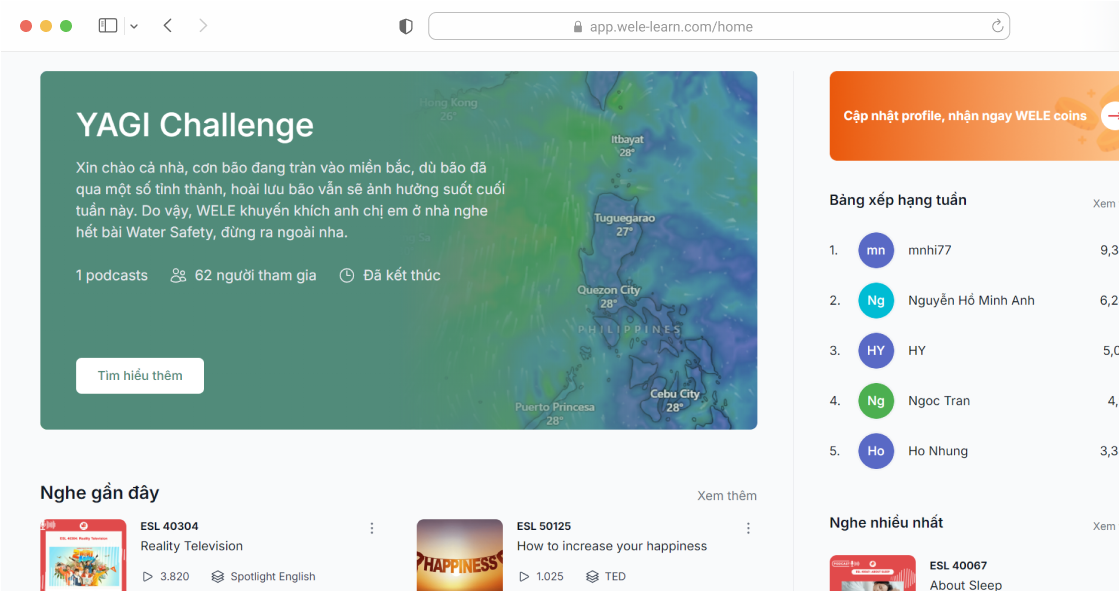 app.wele-learn.com/home
YAGI Challenge
Xin chào cả nhà, cơn bão đang tràn vào miền bắc, dù bão đã
qua một số tỉnh thành, hoài lưu bão vẫn sẽ ảnh hưởng suốt cuối
tuần này. Do vậy, WELE khuyến khích anh chị em ở nhà nghe
hết bài Water Safety, đừng ra ngoài nha.
1 podcasts
62 người tham gia
Đã kết thúc
Tìm hiểu thêm
Hong Kong
26°
Itbayat
28°
Tuguegarao
27°
Quezon City
28°
PHILIPPINES
Cebu City
28°
Puerto Princesa
28°
Nghe gần đây
Xem thêm
ESL 40304
Reality Television
3.820
Spotlight English
HAPPINESS
ESL 50125
How to increase your happiness
1.025
TED
Cập nhật profile, nhận ngay WELE coins
Bảng xếp hạng tuần
Xem
1. mn mnhi77 9,3
2. Ng Nguyễn Hồ Minh Anh 6,2
3. HY HY 5,0
4. Ng Ngoc Tran 4,
5. Ho Ho Nhung 3,3
Nghe nhiều nhất
Xem
ESL 40067
About Sleep